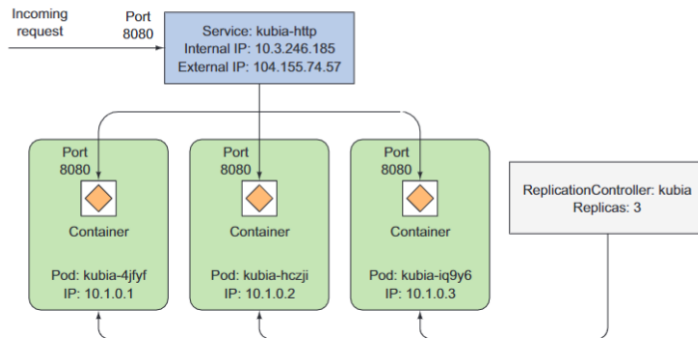 Incoming
request
Port
8080
Service: kubia-http
Internal IP: 10.3.246.185
External IP: 104.155.74.57
Port
8080
Container
Pod: kubia-4jfyf
IP: 10.1.0.1
Port
8080
Container
Pod: kubia-hczji
IP: 10.1.0.2
Port
8080
Container
Pod: kubia-iq9y6
IP: 10.1.0.3
ReplicationController: kubia
Replicas: 3